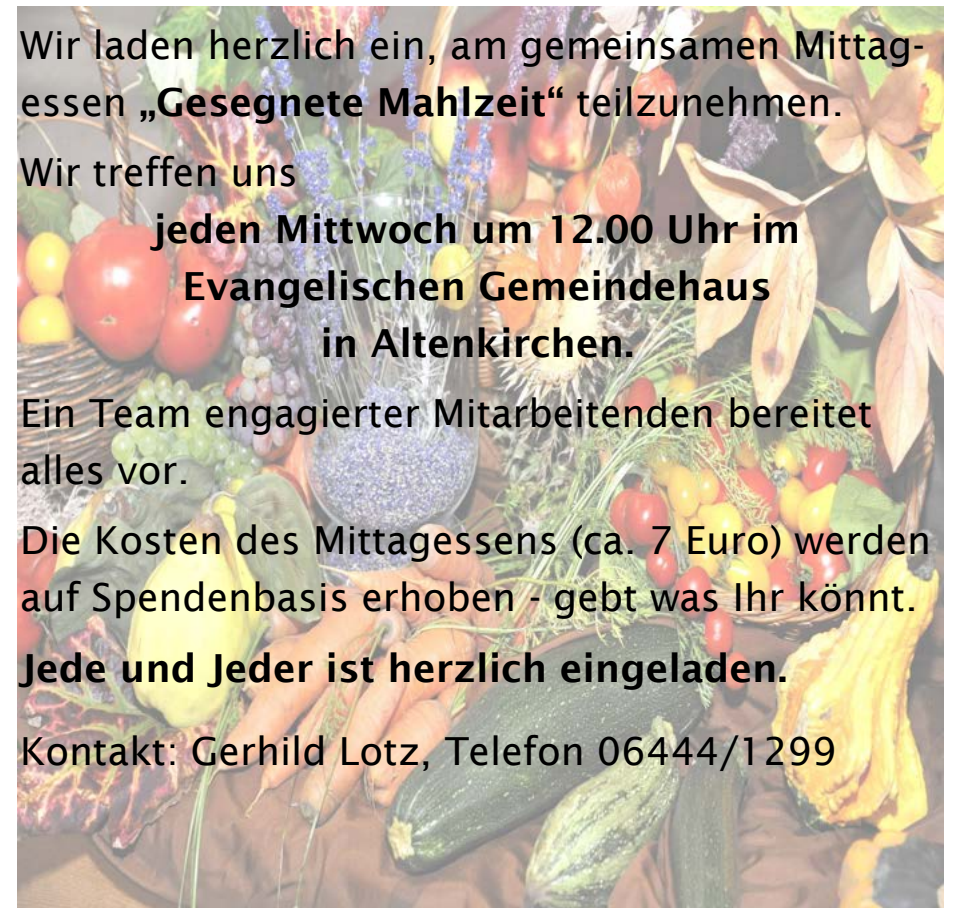 Wir laden herzlich ein, am gemeinsamen Mittag-
essen „Gesegnete Mahlzeit“ teilzunehmen.
Wir treffen uns
jeden Mittwoch um 12.00 Uhr im
Evangelischen Gemeindehaus
in Altenkirchen.
Ein Team engagierter Mitarbeitenden bereitet
alles vor.
Die Kosten des Mittagessens (ca. 7 Euro) werden
auf Spendenbasis erhoben - gebt was Ihr könnt.
Jede und Jeder ist herzlich eingeladen.
Kontakt: Gerhild Lotz, Telefon 06444/1299